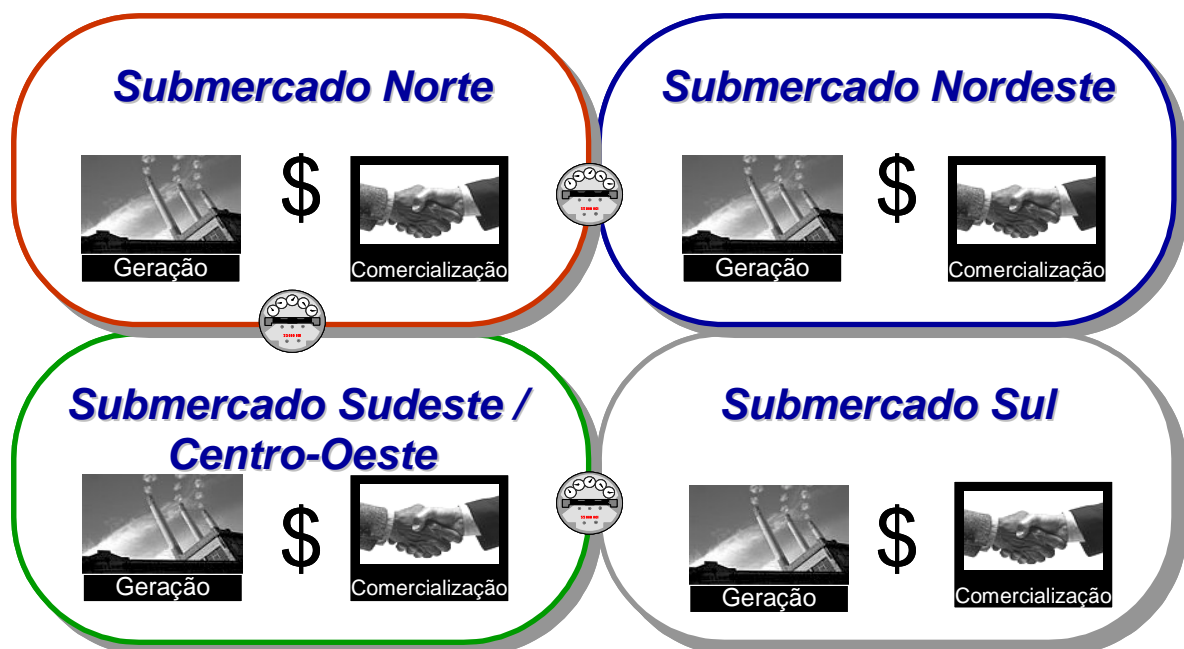 Submercado Norte
$
Geração
Comercialização
Submercado Nordeste
$
Geração
Comercialização
Submercado Sudeste /
Centro-Oeste
$
Geração
Comercialização
Submercado Sul
$
Geração
Comercialização